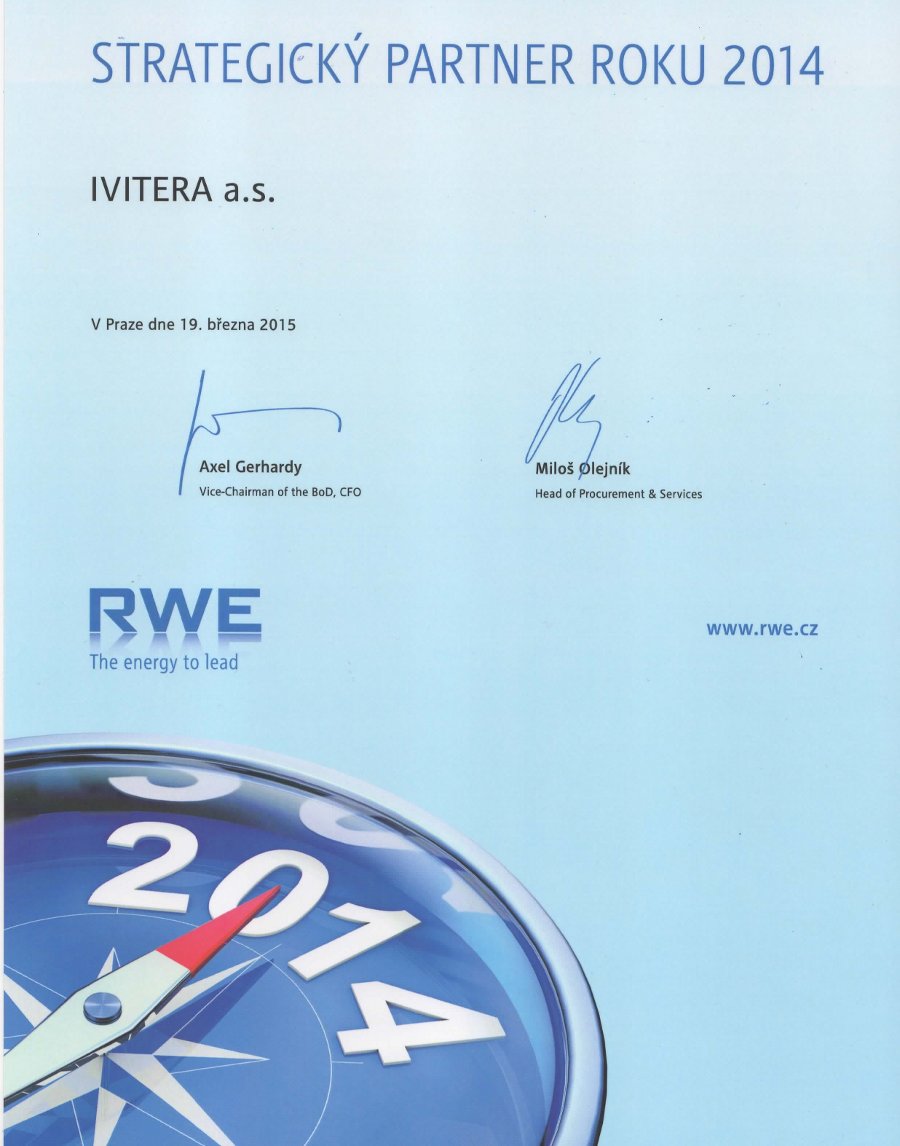 STRATEGICKÝ PARTNER ROKU 2014
IVITERA a.s.
V Praze dne 19. března 2015
Axel Gerhardy
Vice-Chairman of the BoD, CFO
Miloš Olejník
Head of Procurement & Services
RWE
The energy to lead
www.rwe.cz
2014